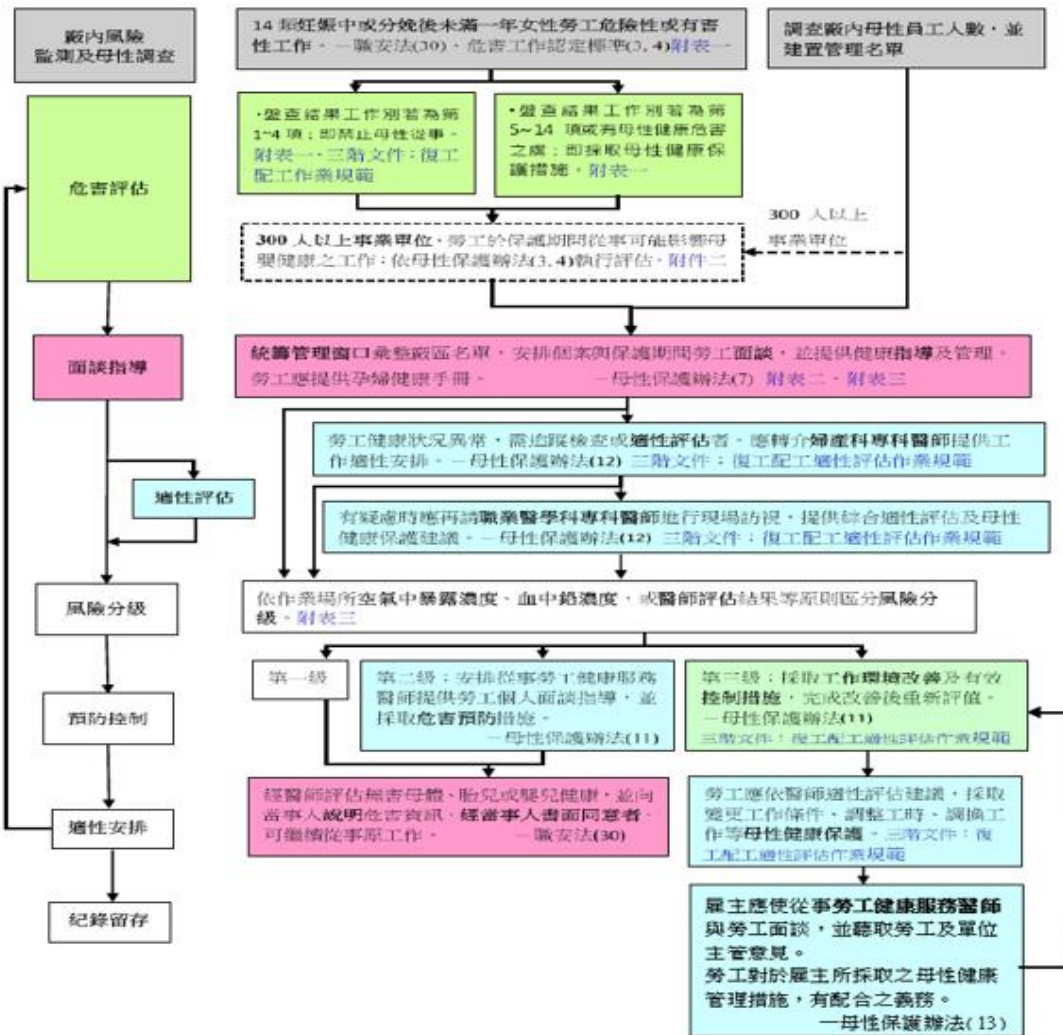 廠內風險
監測及母性調查
危害評估
面談指導
適性評估
風險分級
預防控制
適性安排
紀錄留存
14 類妊娠中或分娩後未滿一年女性勞工危險性或有害
性工作。－職安法(30)、危害工作認定標準(3, 4)附表一
調查廠內母性員工人數，並
建置管理名單
•盤查結果工作別若為第
1~4 項；即禁止母性從事。
附表一、三階文件：復工
配工作業規範
•盤查結果工作別若為第
5~14 項或有母性健康危害
之處；即採取母性健康保
護措施，附表一
300 人以上
事業單位
300 人以上事業單位，勞工於保護期間從事可能影響母
嬰健康之工作；依母性保護辦法(3, 4)執行評估。附件二
統籌管理窗口彙整廠區名單，安排個案與保護期間勞工面談，並提供健康指導及管理。
勞工應提供孕婦健康手冊。 －母性保護辦法(7) 附表二、附表三
勞工健康狀況異常，需追蹤檢查或適性評估者。應轉介婦產科專科醫師提供工
作適性安排。－母性保護辦法(12) 三階文件：復工配工適性評估作業規範
有疑慮時應再請職業醫學科專科醫師進行現場訪視，提供綜合適性評估及母性
健康保護建議。－母性保護辦法(12) 三階文件：復工配工適性評估作業規範
依作業場所空氣中暴露濃度、血中鉛濃度，或醫師評估結果等原則區分風險分
級。附表三
第一級
第二級：安排從事勞工健康服務
醫師提供勞工個人面談指導，並
採取危害預防措施。
－母性保護辦法(11)
第三級：採取工作環境改善及有效
控制措施，完成改善後重新評值。
－母性保護辦法(11)
三階文件：復工配工適性評估作業規範
經醫師評估無害母體、胎兒或嬰兒健康，並向
當事人說明危害資訊，經當事人書面同意者，
可繼續從事原工作。 －職安法(30)
勞工應依醫師適性評估建議，採取
變更工作條件、調整工時、調換工
作等母性健康保護。三階文件：復
工配工適性評估作業規範
雇主應使從事勞工健康服務醫師
與勞工面談，並聽取勞工及單位
主管意見。
勞工對於雇主所採取之母性健康
管理措施，有配合之義務。
—母性保護辦法(13)